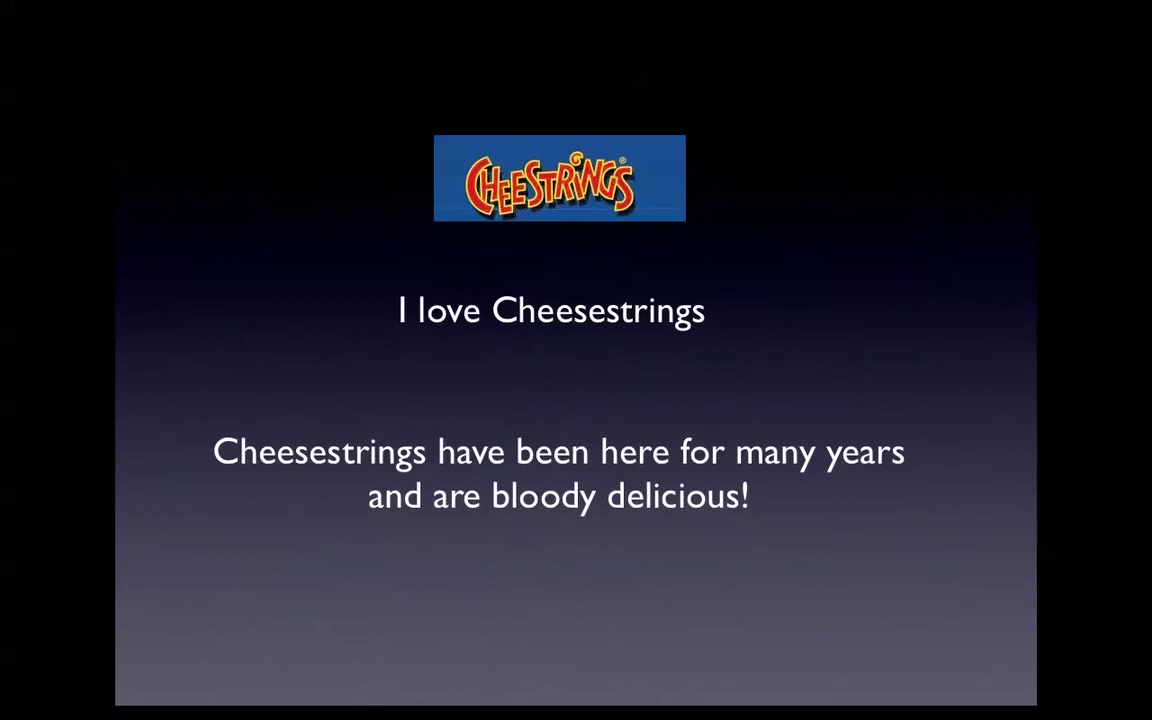 CHEESTRINGS®
I love Cheesestrings
Cheesestrings have been here for many years
and are bloody delicious!